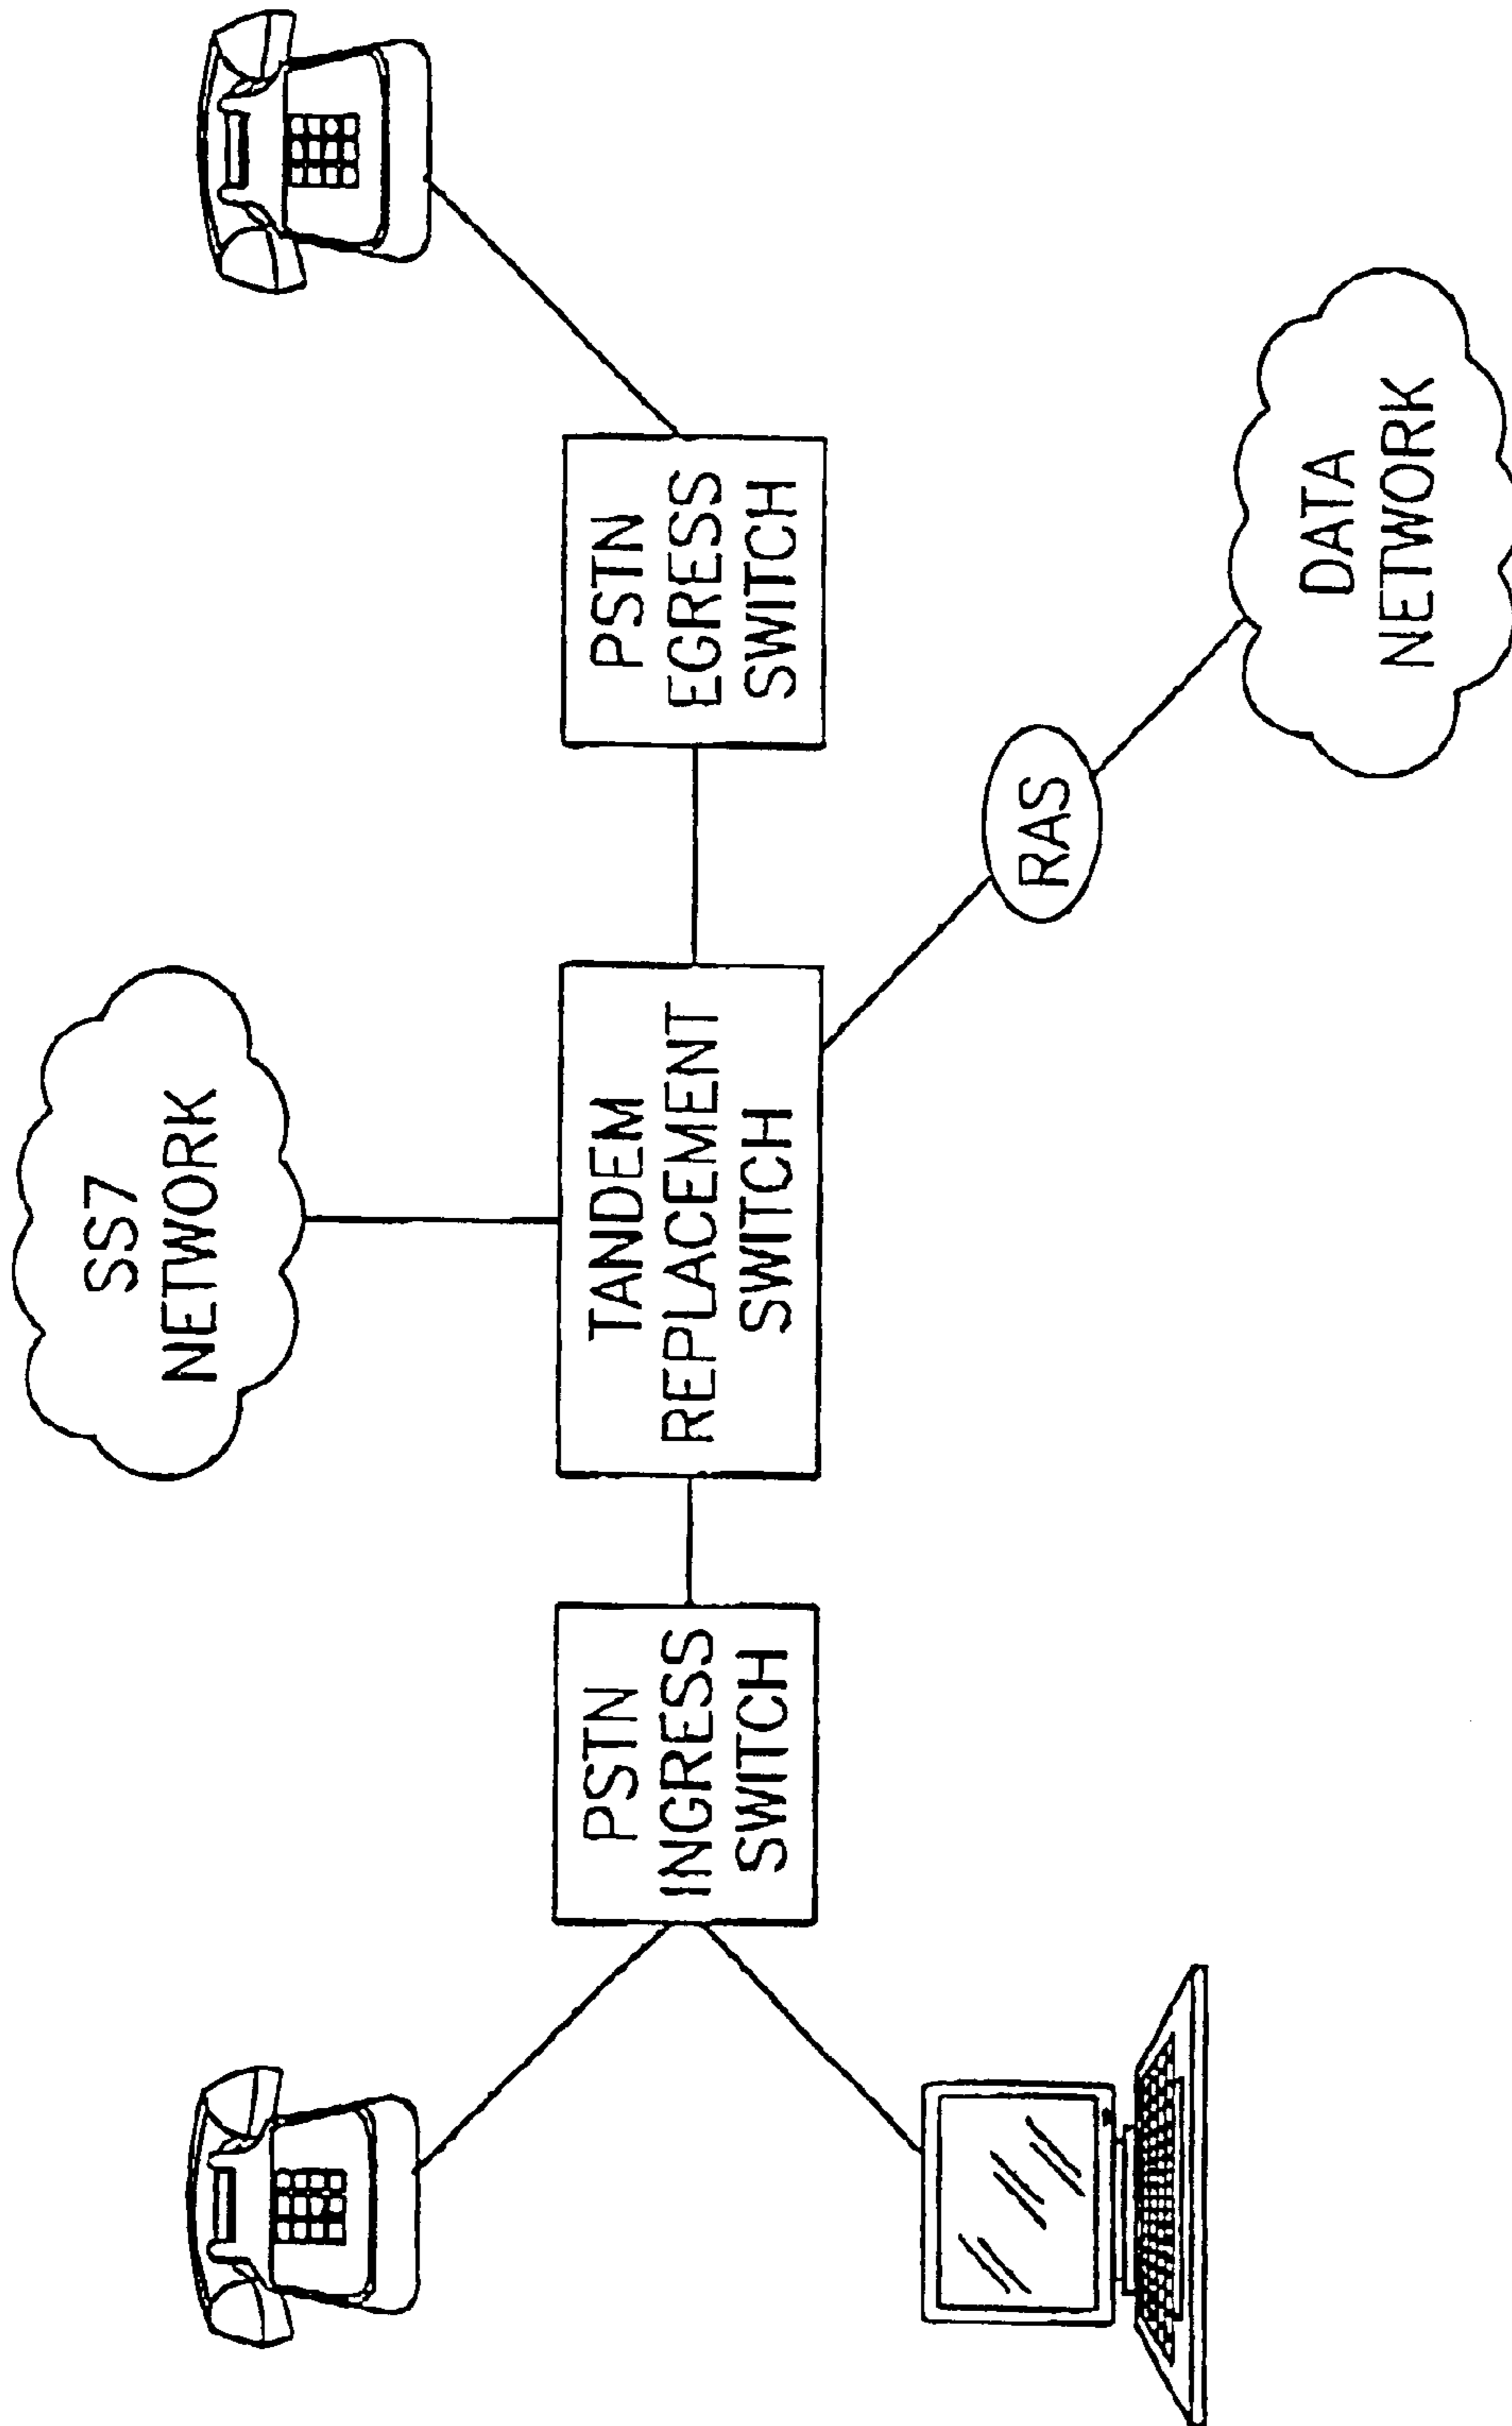 SS7
NETWORK
PSTN
INGRESS
SWITCH
TANDEM
REPLACEMENT
SWITCH
PSTN
EGRESS
SWITCH
RAS
DATA
NETWORK